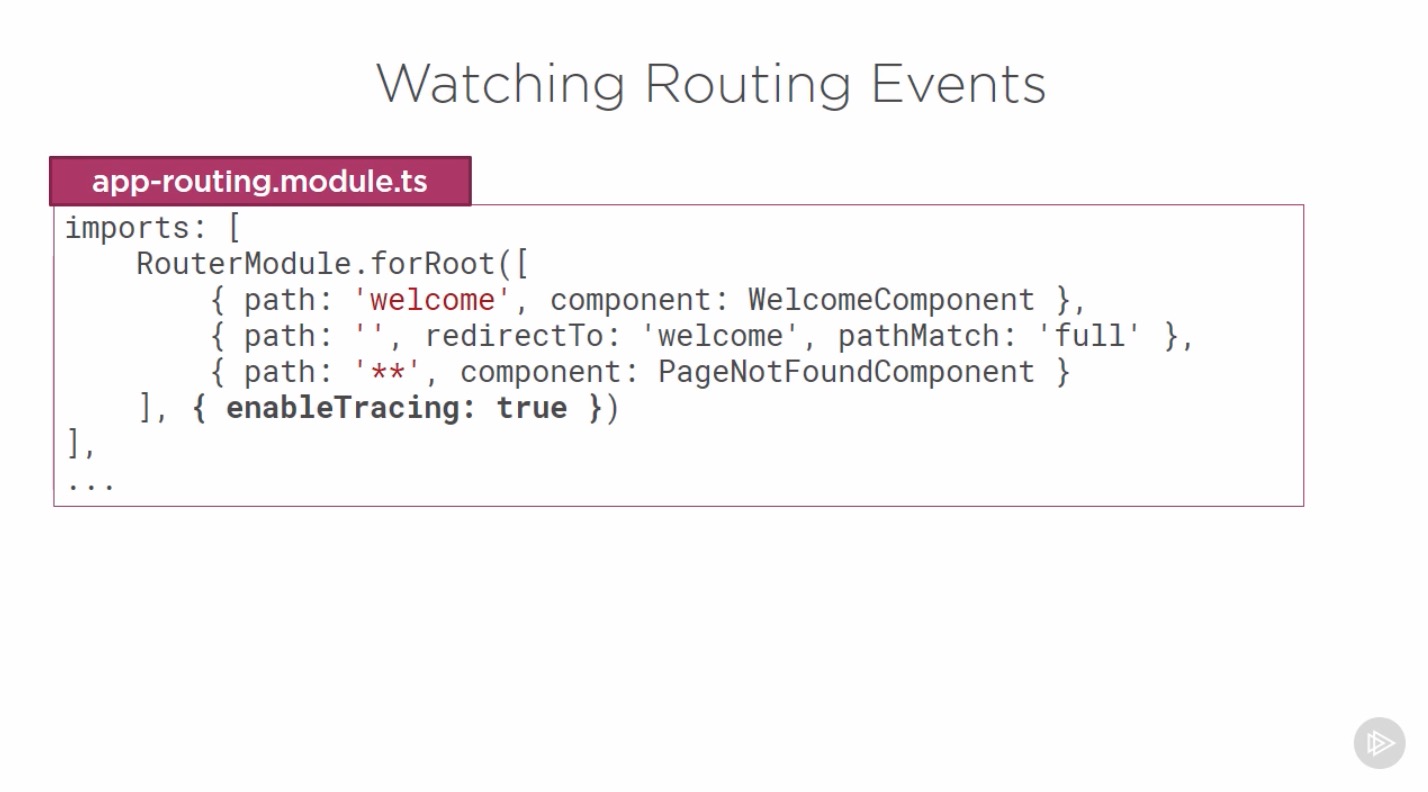 Watching Routing Events
app-routing.module.ts
imports: [
    RouterModule.forRoot([
        { path: 'welcome', component: WelcomeComponent },
        { path: '', redirectTo: 'welcome', pathMatch: 'full' },
        { path: '**', component: PageNotFoundComponent }
    ], { enableTracing: true })
],
...